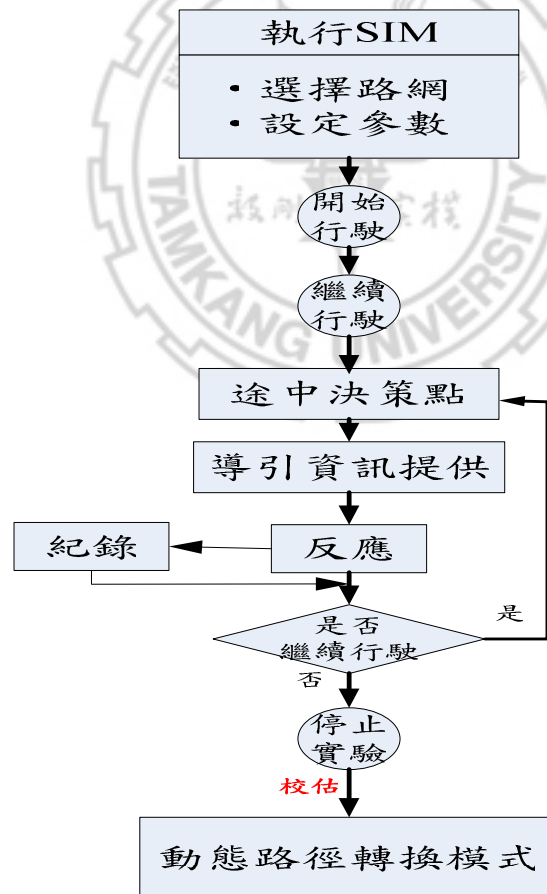 執行SIM
• 選擇路網
• 設定參數
開始
行駛
繼續
行駛
途中決策點
導引資訊提供
紀錄
反應
是否
繼續行駛
是
否
停止
實驗
校估
動態路徑轉換模式
TAMKANG UNIVERSITY